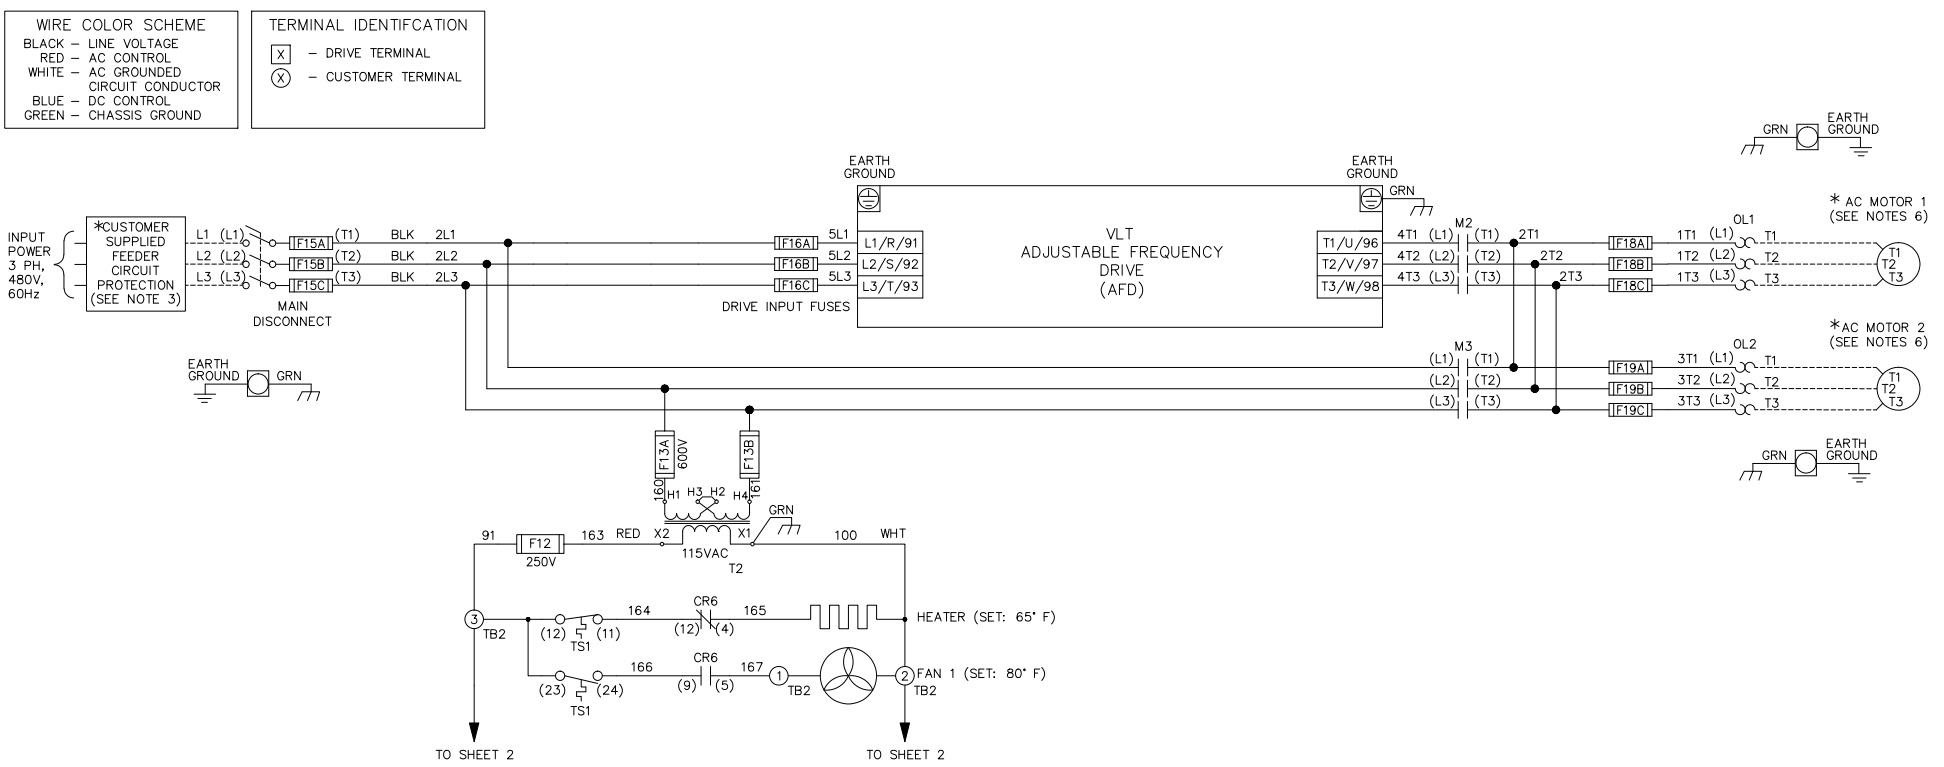 WIRE COLOR SCHEME
BLACK – LINE VOLTAGE
RED – AC CONTROL
WHITE – AC GROUNDED
CIRCUIT CONDUCTOR
BLUE – DC CONTROL
GREEN – CHASSIS GROUND
TERMINAL IDENTIFCATION
X – DRIVE TERMINAL
X – CUSTOMER TERMINAL
INPUT
POWER
3 PH,
480V,
60Hz
*CUSTOMER
SUPPLIED
FEEDER
CIRCUIT
PROTECTION
(SEE NOTE 3)
L1 (L1) F15A (T1) BLK 2L1 F16A 5L1 L1/R/91
L2 (L2) F15B (T2) BLK 2L2 F16B 5L2 L2/S/92
L3 (L3) F15C (T3) BLK 2L3 F16C 5L3 L3/T/93
MAIN
DISCONNECT
DRIVE INPUT FUSES
EARTH
GROUND
GRN
EARTH
GROUND
VLT
ADJUSTABLE FREQUENCY
DRIVE
(AFD)
EARTH
GROUND
GRN
GRN
EARTH
GROUND
* AC MOTOR 1
(SEE NOTES 6)
M2
OL1
T1/U/96 4T1 (L1) (T1) 2T1 F18A 1T1 (L1) T1
T2/V/97 4T2 (L2) (T2) 2T2 F18B 1T2 (L2) T2
T3/W/98 4T3 (L3) (T3) 2T3 F18C 1T3 (L3) T3
T1
T2
T3
* AC MOTOR 2
(SEE NOTES 6)
M3
OL2
(L1) (T1) F19A 3T1 (L1) T1
(L2) (T2) F19B 3T2 (L2) T2
(L3) (T3) F19C 3T3 (L3) T3
T1
T2
T3
GRN
EARTH
GROUND
F13A
600V
F13B
160
161
H1 H3 H2 H4
GRN
91 F12 163 RED X2 X1 100 WHT
250V
115VAC
T2
3
TB2
(12) (11)
TS1
164
CR6
(12) (4)
165
HEATER (SET: 65° F)
(23) (24)
TS1
166
CR6
(9) (5)
167
1
TB2
2
TB2
FAN 1 (SET: 80° F)
TO SHEET 2
TO SHEET 2